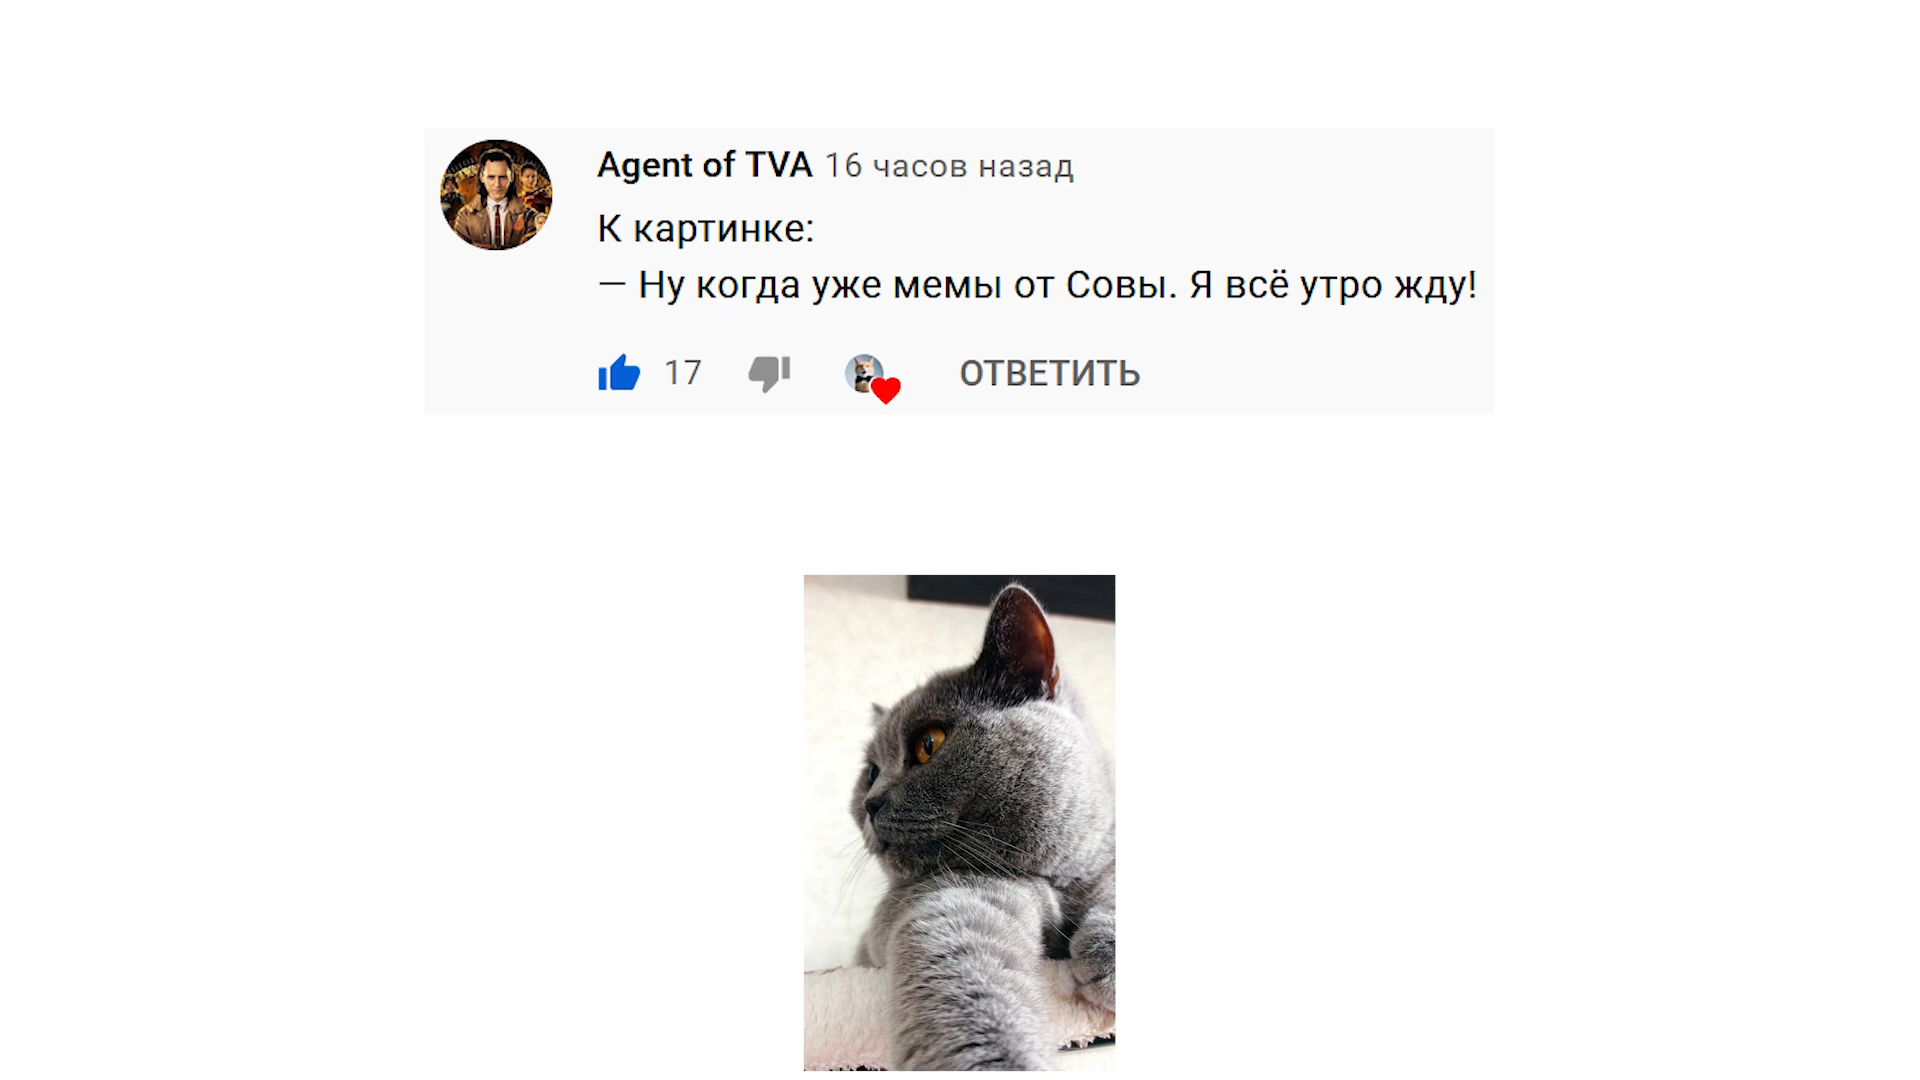 Agent of TVA 16 часов назад
К картинке:
— Ну когда уже мемы от Совы. Я всё утро жду!
17 ОТВЕТИТЬ